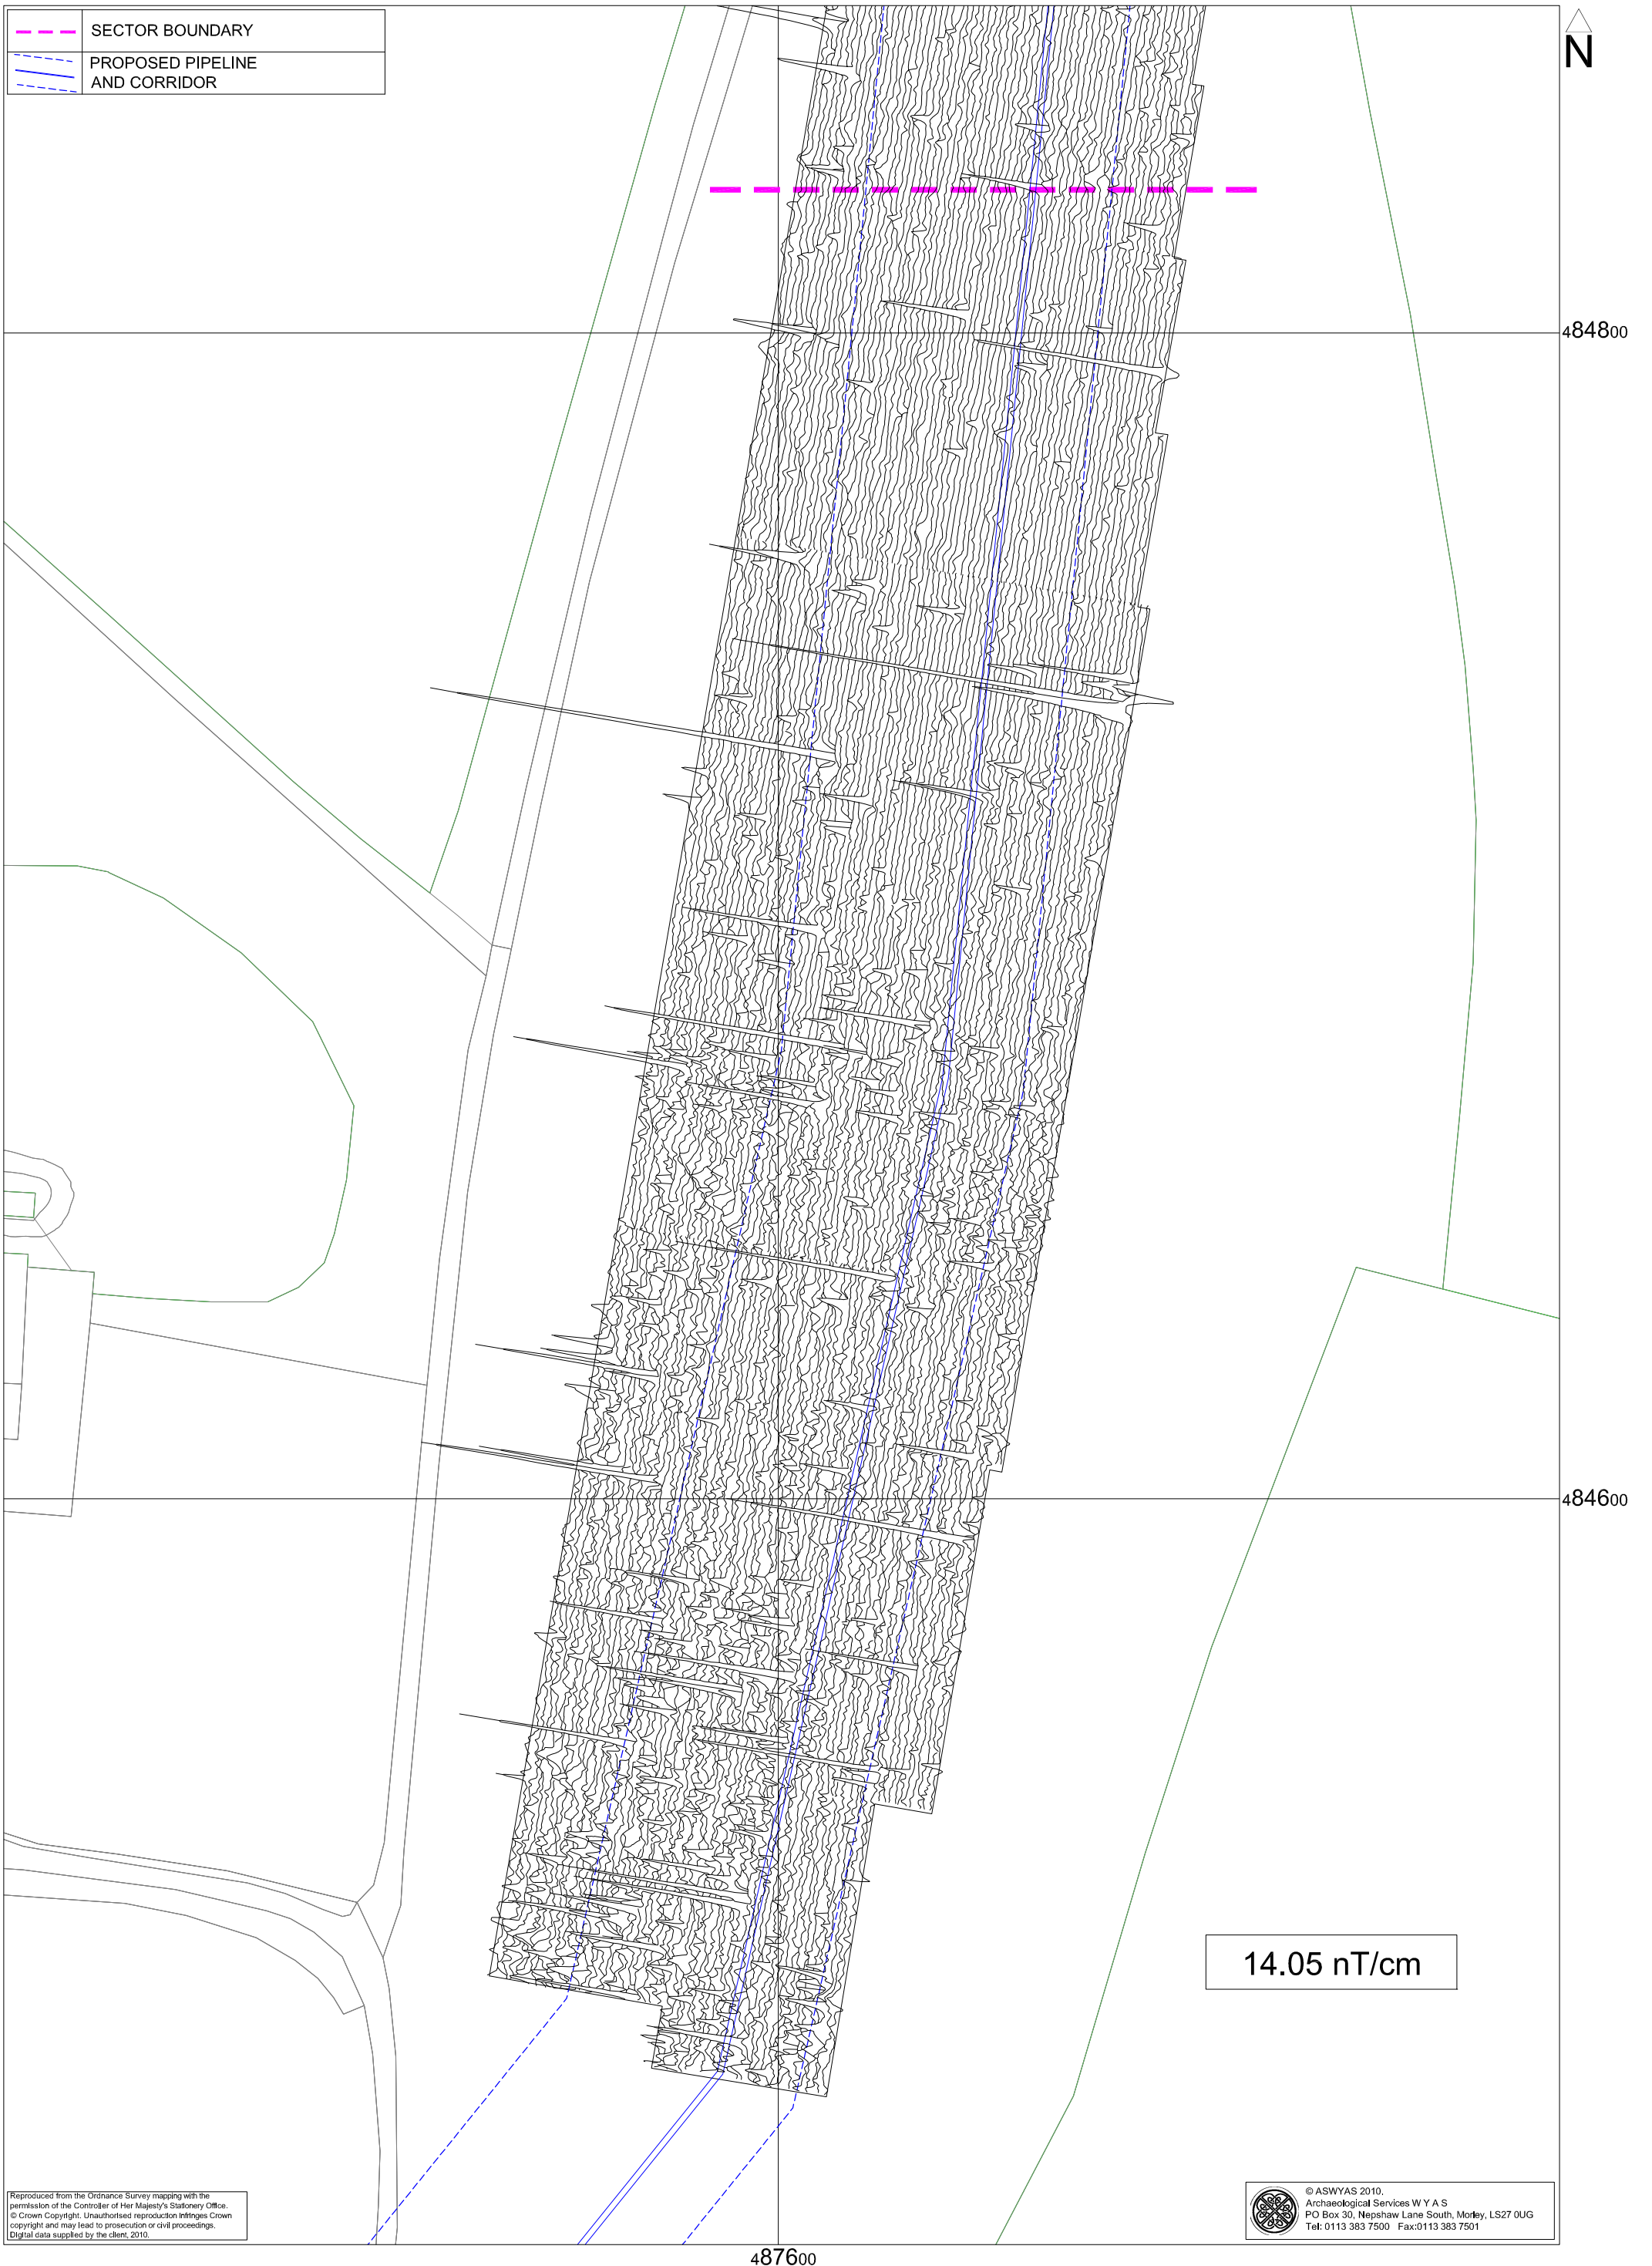 SECTOR BOUNDARY
PROPOSED PIPELINE
AND CORRIDOR
N
484800
484600
14.05 nT/cm
Reproduced from the Ordnance Survey mapping with the
permission of the Controller of Her Majesty's Stationery Office.
© Crown Copyright. Unauthorised reproduction infringes Crown
copyright and may lead to prosecution or civil proceedings.
Digital data supplied by the client, 2010.
© ASWYAS 2010.
Archaeological Services W Y A S
PO Box 30, Nepshaw Lane South, Morley, LS27 0UG
Tel: 0113 383 7500 Fax:0113 383 7501
487600